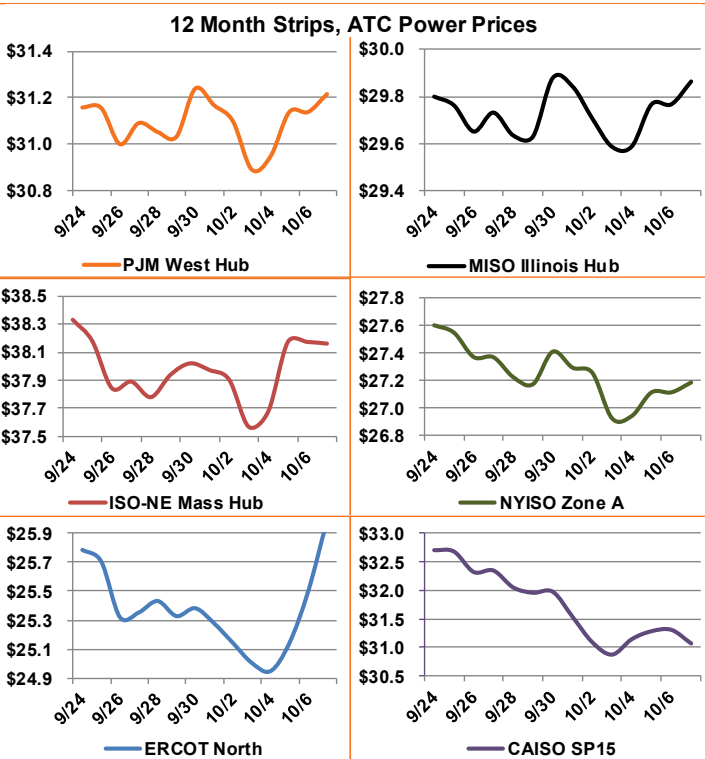 12 Month Strips, ATC Power Prices
$31.4
$31.2
$31.0
$30.8
9/24 9/26 9/28 9/30 10/2 10/4 10/6
PJM West Hub
$30.0
$29.8
$29.6
$29.4
9/24 9/26 9/28 9/30 10/2 10/4 10/6
MISO Illinois Hub
$38.5
$38.3
$38.1
$37.9
$37.7
$37.5
9/24 9/26 9/28 9/30 10/2 10/4 10/6
ISO-NE Mass Hub
$27.8
$27.6
$27.4
$27.2
$27.0
$26.8
9/24 9/26 9/28 9/30 10/2 10/4 10/6
NYISO Zone A
$25.9
$25.7
$25.5
$25.3
$25.1
$24.9
9/24 9/26 9/28 9/30 10/2 10/4 10/6
ERCOT North
$33.0
$32.5
$32.0
$31.5
$31.0
$30.5
9/24 9/26 9/28 9/30 10/2 10/4 10/6
CAISO SP15